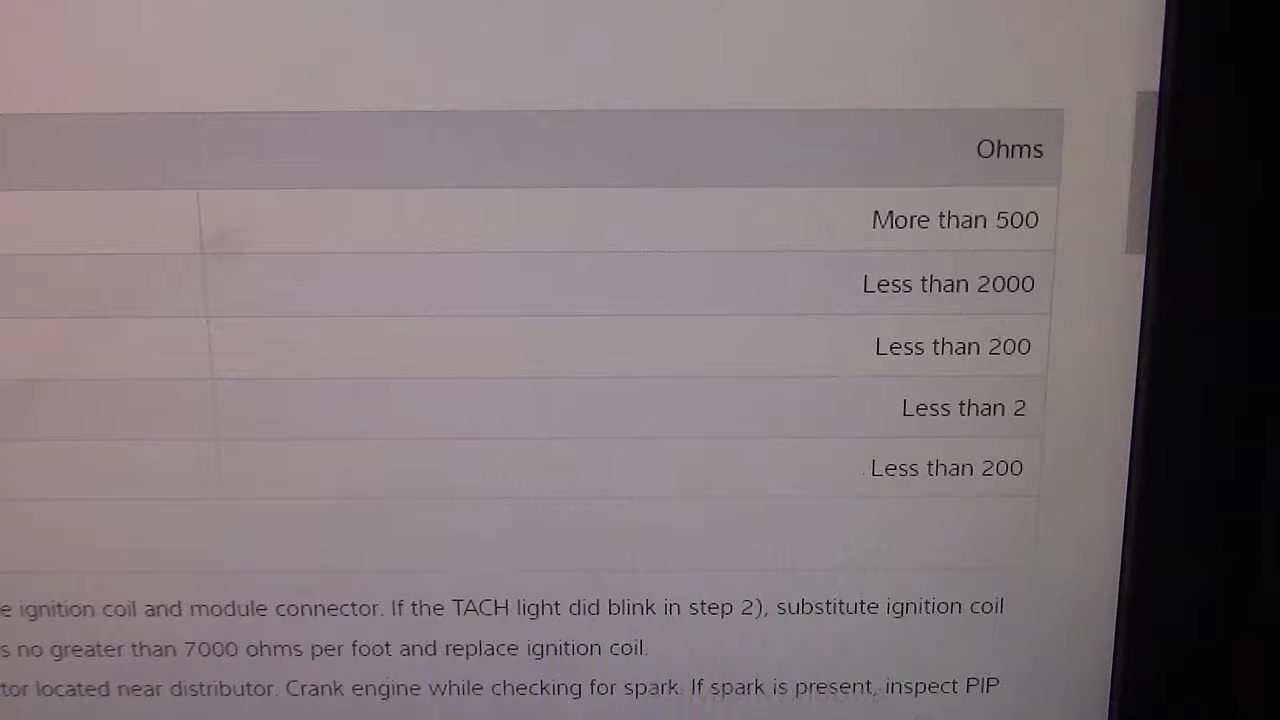 Ohms
More than 500
Less than 2000
Less than 200
Less than 2
Less than 200
e ignition coil and module connector. If the TACH light did blink in step 2), substitute ignition coil
s no greater than 7000 ohms per foot and replace ignition coil.
tor located near distributor. Crank engine while checking for spark. If spark is present, inspect PIP